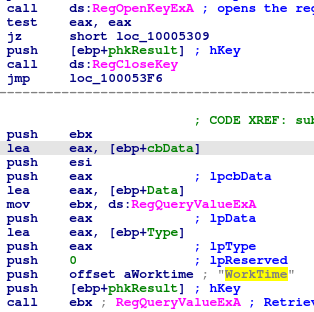 call ds:RegOpenKeyExA ; opens the reg
test eax, eax
jz short loc_10005309
push [ebp+phkResult] ; hKey
call ds:RegCloseKey
jmp loc_100053F6
; CODE XREF: sub
push ebx
lea eax, [ebp+cbData]
push esi
push eax ; lpcbData
lea eax, [ebp+Data]
mov ebx, ds:RegQueryValueExA
push eax ; lpData
lea eax, [ebp+Type]
push eax ; lpType
push 0 ; lpReserved
push offset aWorktime ; "WorkTime"
push [ebp+phkResult] ; hKey
call ebx ; RegQueryValueExA ; Retriev